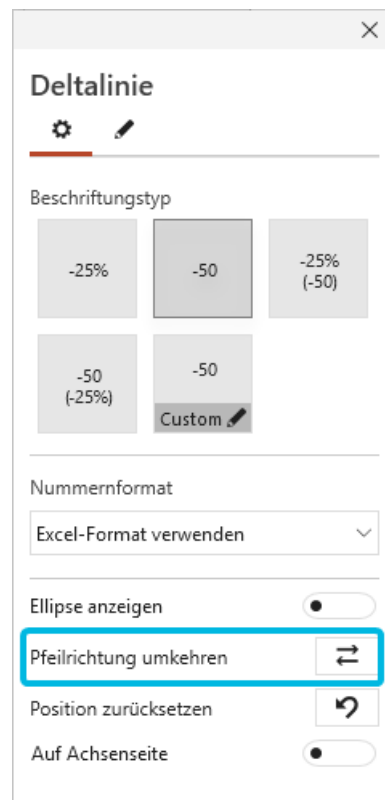 Deltalinie
Beschriftungstyp
-25%
-50
-25%
(-50)
-50
(-25%)
-50
Custom
Nummernformat
Excel-Format verwenden
Ellipse anzeigen
Pfeilrichtung umkehren
Position zurücksetzen
Auf Achsenseite